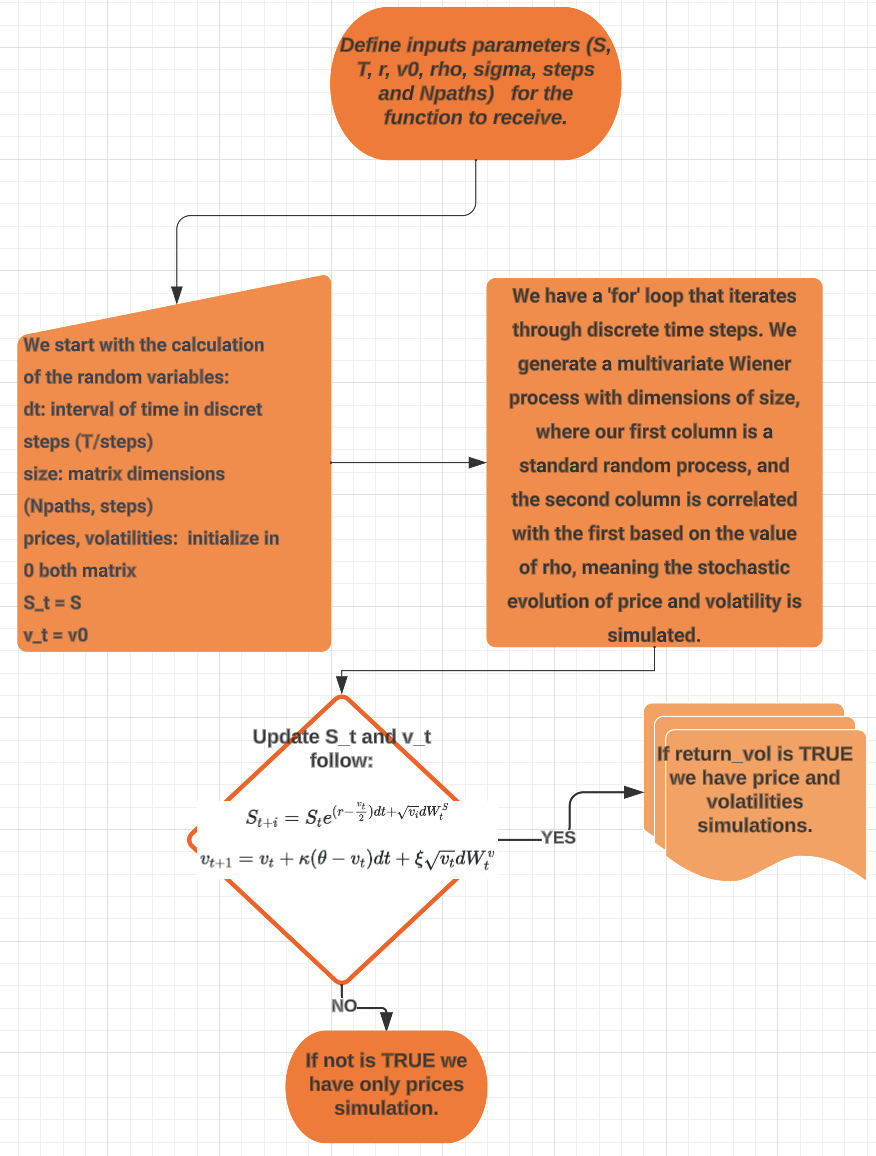 Define inputs parameters (S,
T, r, v0, rho, sigma, steps
and Npaths) for the
function to receive.
We start with the calculation
of the random variables:
dt: interval of time in discret
steps (T/steps)
size: matrix dimensions
(Npaths, steps)
prices, volatilities: initialize in
0 both matrix
S_t = S
v_t = v0
We have a 'for' loop that iterates
through discrete time steps. We
generate a multivariate Wiener
process with dimensions of size,
where our first column is a
standard random process, and
the second column is correlated
with the first based on the value
of rho, meaning the stochastic
evolution of price and volatility is
simulated.
Update S_t and v_t
follow:
S_{t+i} = S_t e^{(r-\frac{v_t}{2})dt+\sqrt{v_i}dW_t^S}
v_{t+1} = v_t + κ(θ − v_t)dt + ξ\sqrt{v_t}dW_t^v
YES
If return_vol is TRUE
we have price and
volatilities
simulations.
NO
If not is TRUE we
have only prices
simulation.